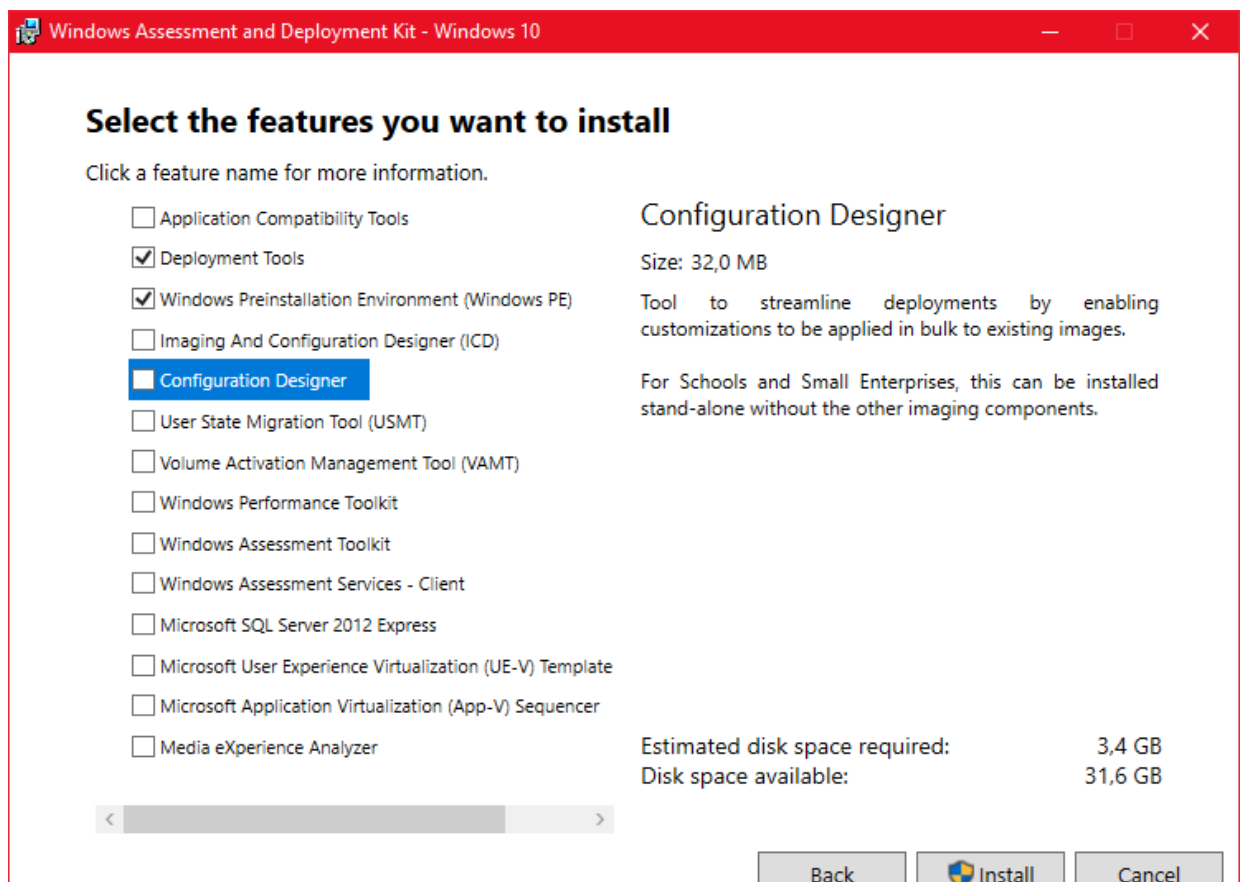 Windows Assessment and Deployment Kit - Windows 10
Select the features you want to install
Click a feature name for more information.
Application Compatibility Tools
Deployment Tools
Windows Preinstallation Environment (Windows PE)
Imaging And Configuration Designer (ICD)
Configuration Designer
User State Migration Tool (USMT)
Volume Activation Management Tool (VAMT)
Windows Performance Toolkit
Windows Assessment Toolkit
Windows Assessment Services - Client
Microsoft SQL Server 2012 Express
Microsoft User Experience Virtualization (UE-V) Template
Microsoft Application Virtualization (App-V) Sequencer
Media eXperience Analyzer
Configuration Designer
Size: 32,0 MB
Tool to streamline deployments by enabling
customizations to be applied in bulk to existing images.
For Schools and Small Enterprises, this can be installed
stand-alone without the other imaging components.
Estimated disk space required: 3,4 GB
Disk space available: 31,6 GB
Back Install Cancel